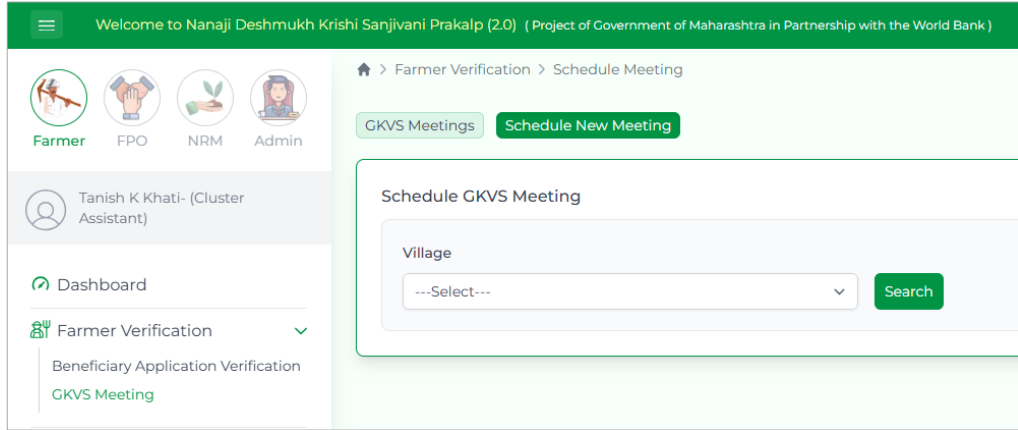 Welcome to Nanaji Deshmukh Krishi Sanjivani Prakalp (2.0) ( Project of Government of Maharashtra in Partnership with the World Bank )
Farmer FPO NRM Admin
Tanish K Khati- (Cluster
Assistant)
Dashboard
Farmer Verification
Beneficiary Application Verification
GKVS Meeting
> Farmer Verification > Schedule Meeting
GKVS Meetings Schedule New Meeting
Schedule GKVS Meeting
Village
---Select--- Search